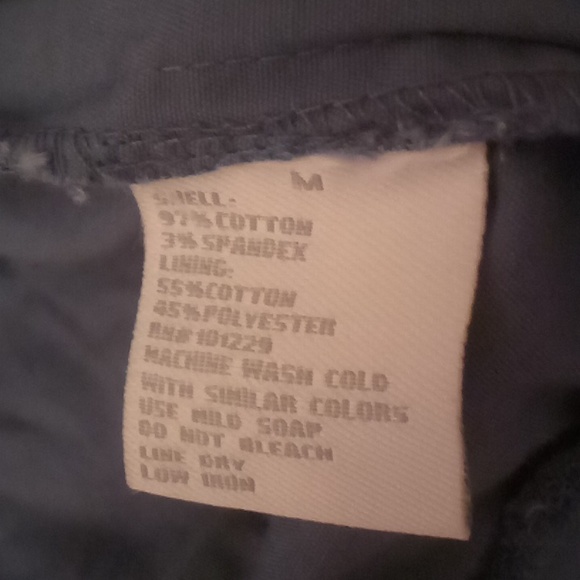 M
SHELL:
97%COTTON
3%SPANDEX
LINING:
55%COTTON
45%POLYESTER
RN#101229
MACHINE WASH COLD
WITH SIMILAR COLORS
USE MILD SOAP
DO NOT BLEACH
LINE DRY
LOW IRON